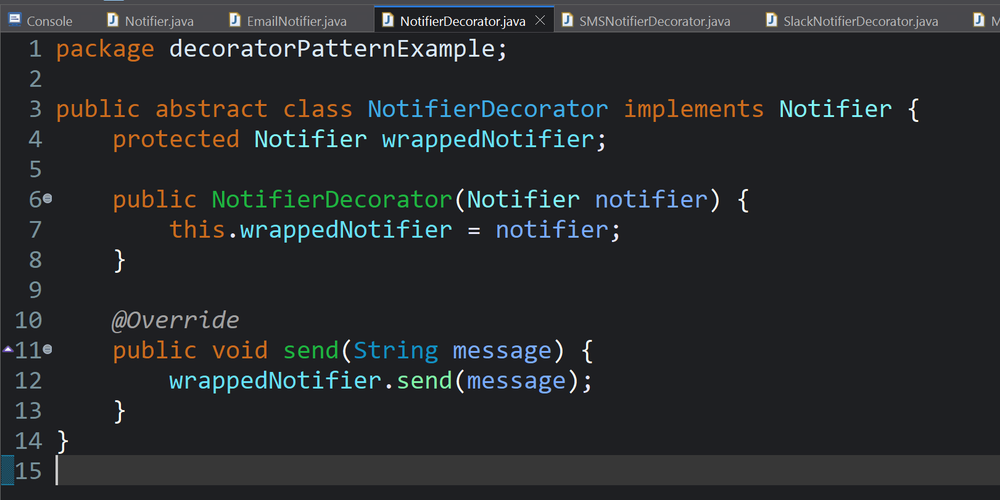 Console Notifier.java EmailNotifier.java NotifierDecorator.java SMSNotifierDecorator.java SlackNotifierDecorator.java
1 package decoratorPatternExample;
2
3 public abstract class NotifierDecorator implements Notifier {
4     protected Notifier wrappedNotifier;
5
6     public NotifierDecorator(Notifier notifier) {
7         this.wrappedNotifier = notifier;
8     }
9
10     @Override
11     public void send(String message) {
12         wrappedNotifier.send(message);
13     }
14 }
15